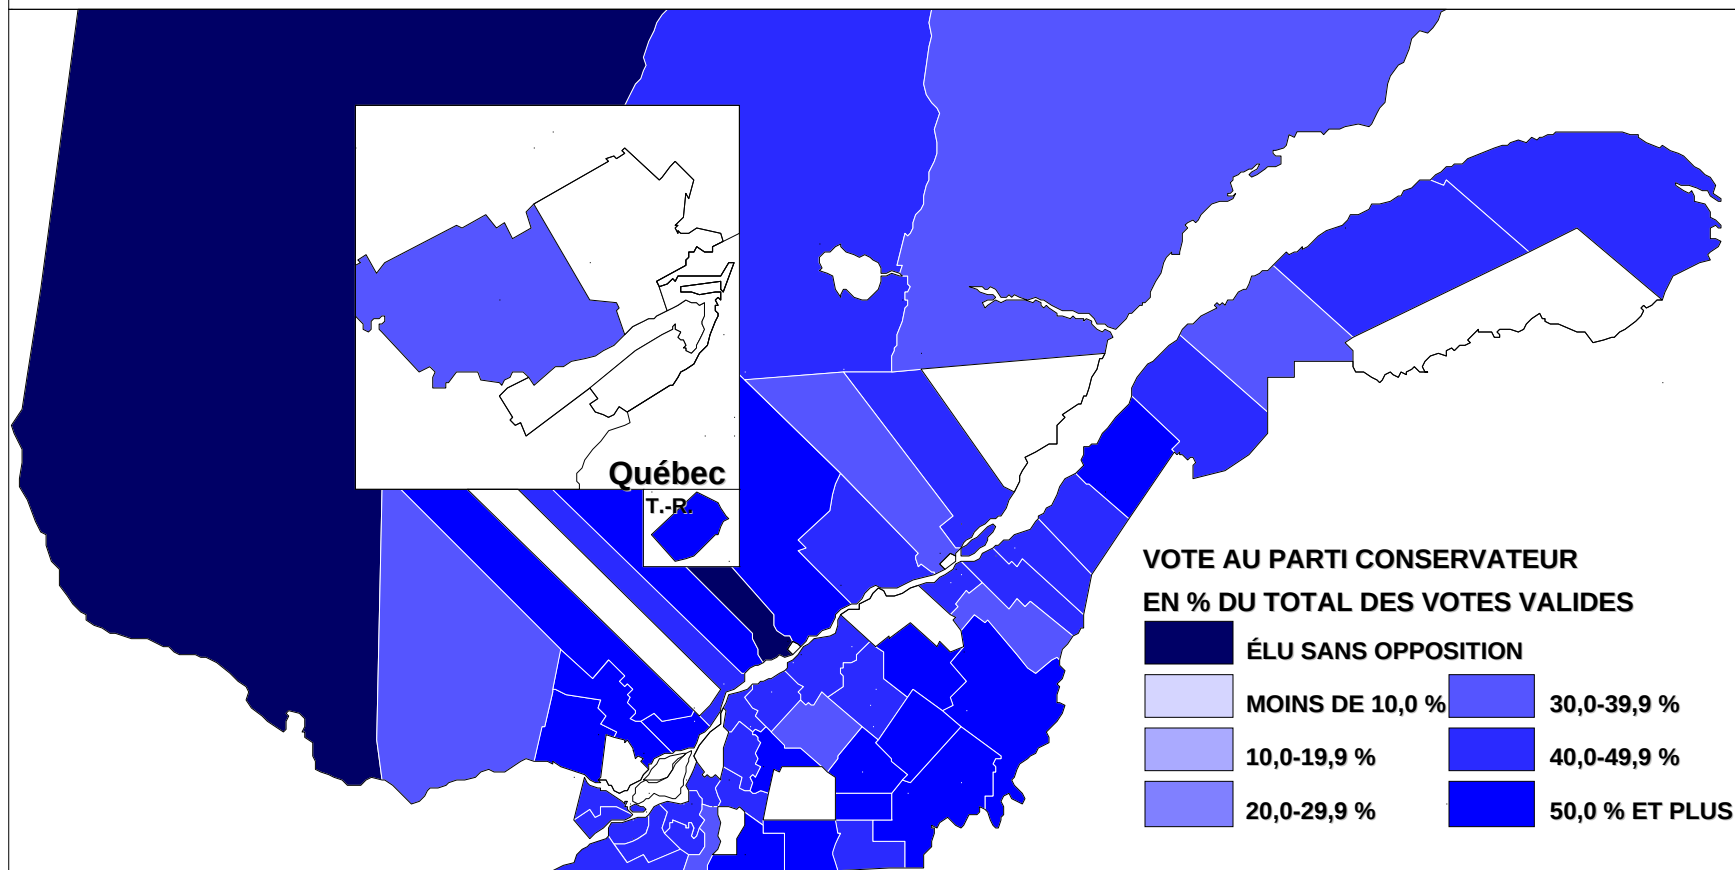 Québec
T.-R.
VOTE AU PARTI CONSERVATEUR
EN % DU TOTAL DES VOTES VALIDES
ÉLU SANS OPPOSITION
MOINS DE 10,0 %
30,0-39,9 %
10,0-19,9 %
40,0-49,9 %
20,0-29,9 %
50,0 % ET PLUS